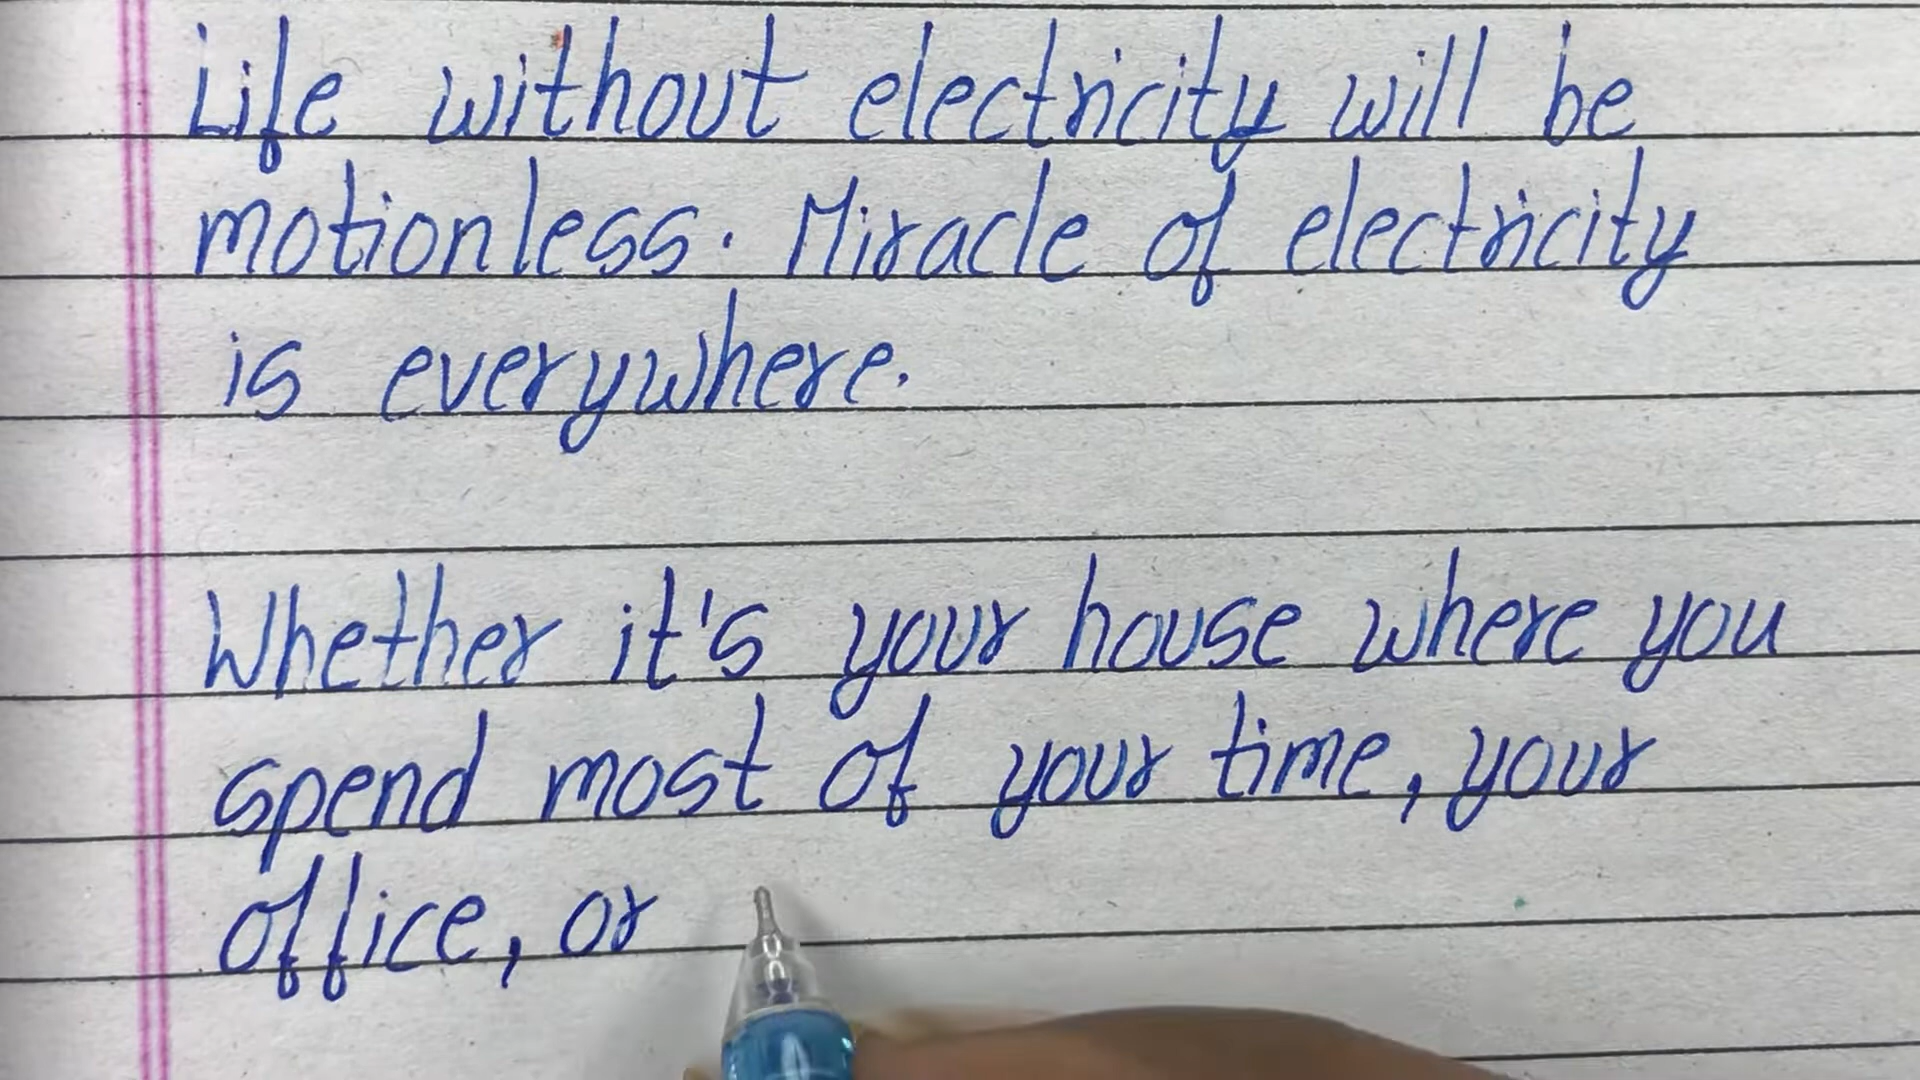 Life without electricity will be
motionless. Miracle of electricity
is everywhere.
Whether it's your house where you
spend most of your time, your
office, or